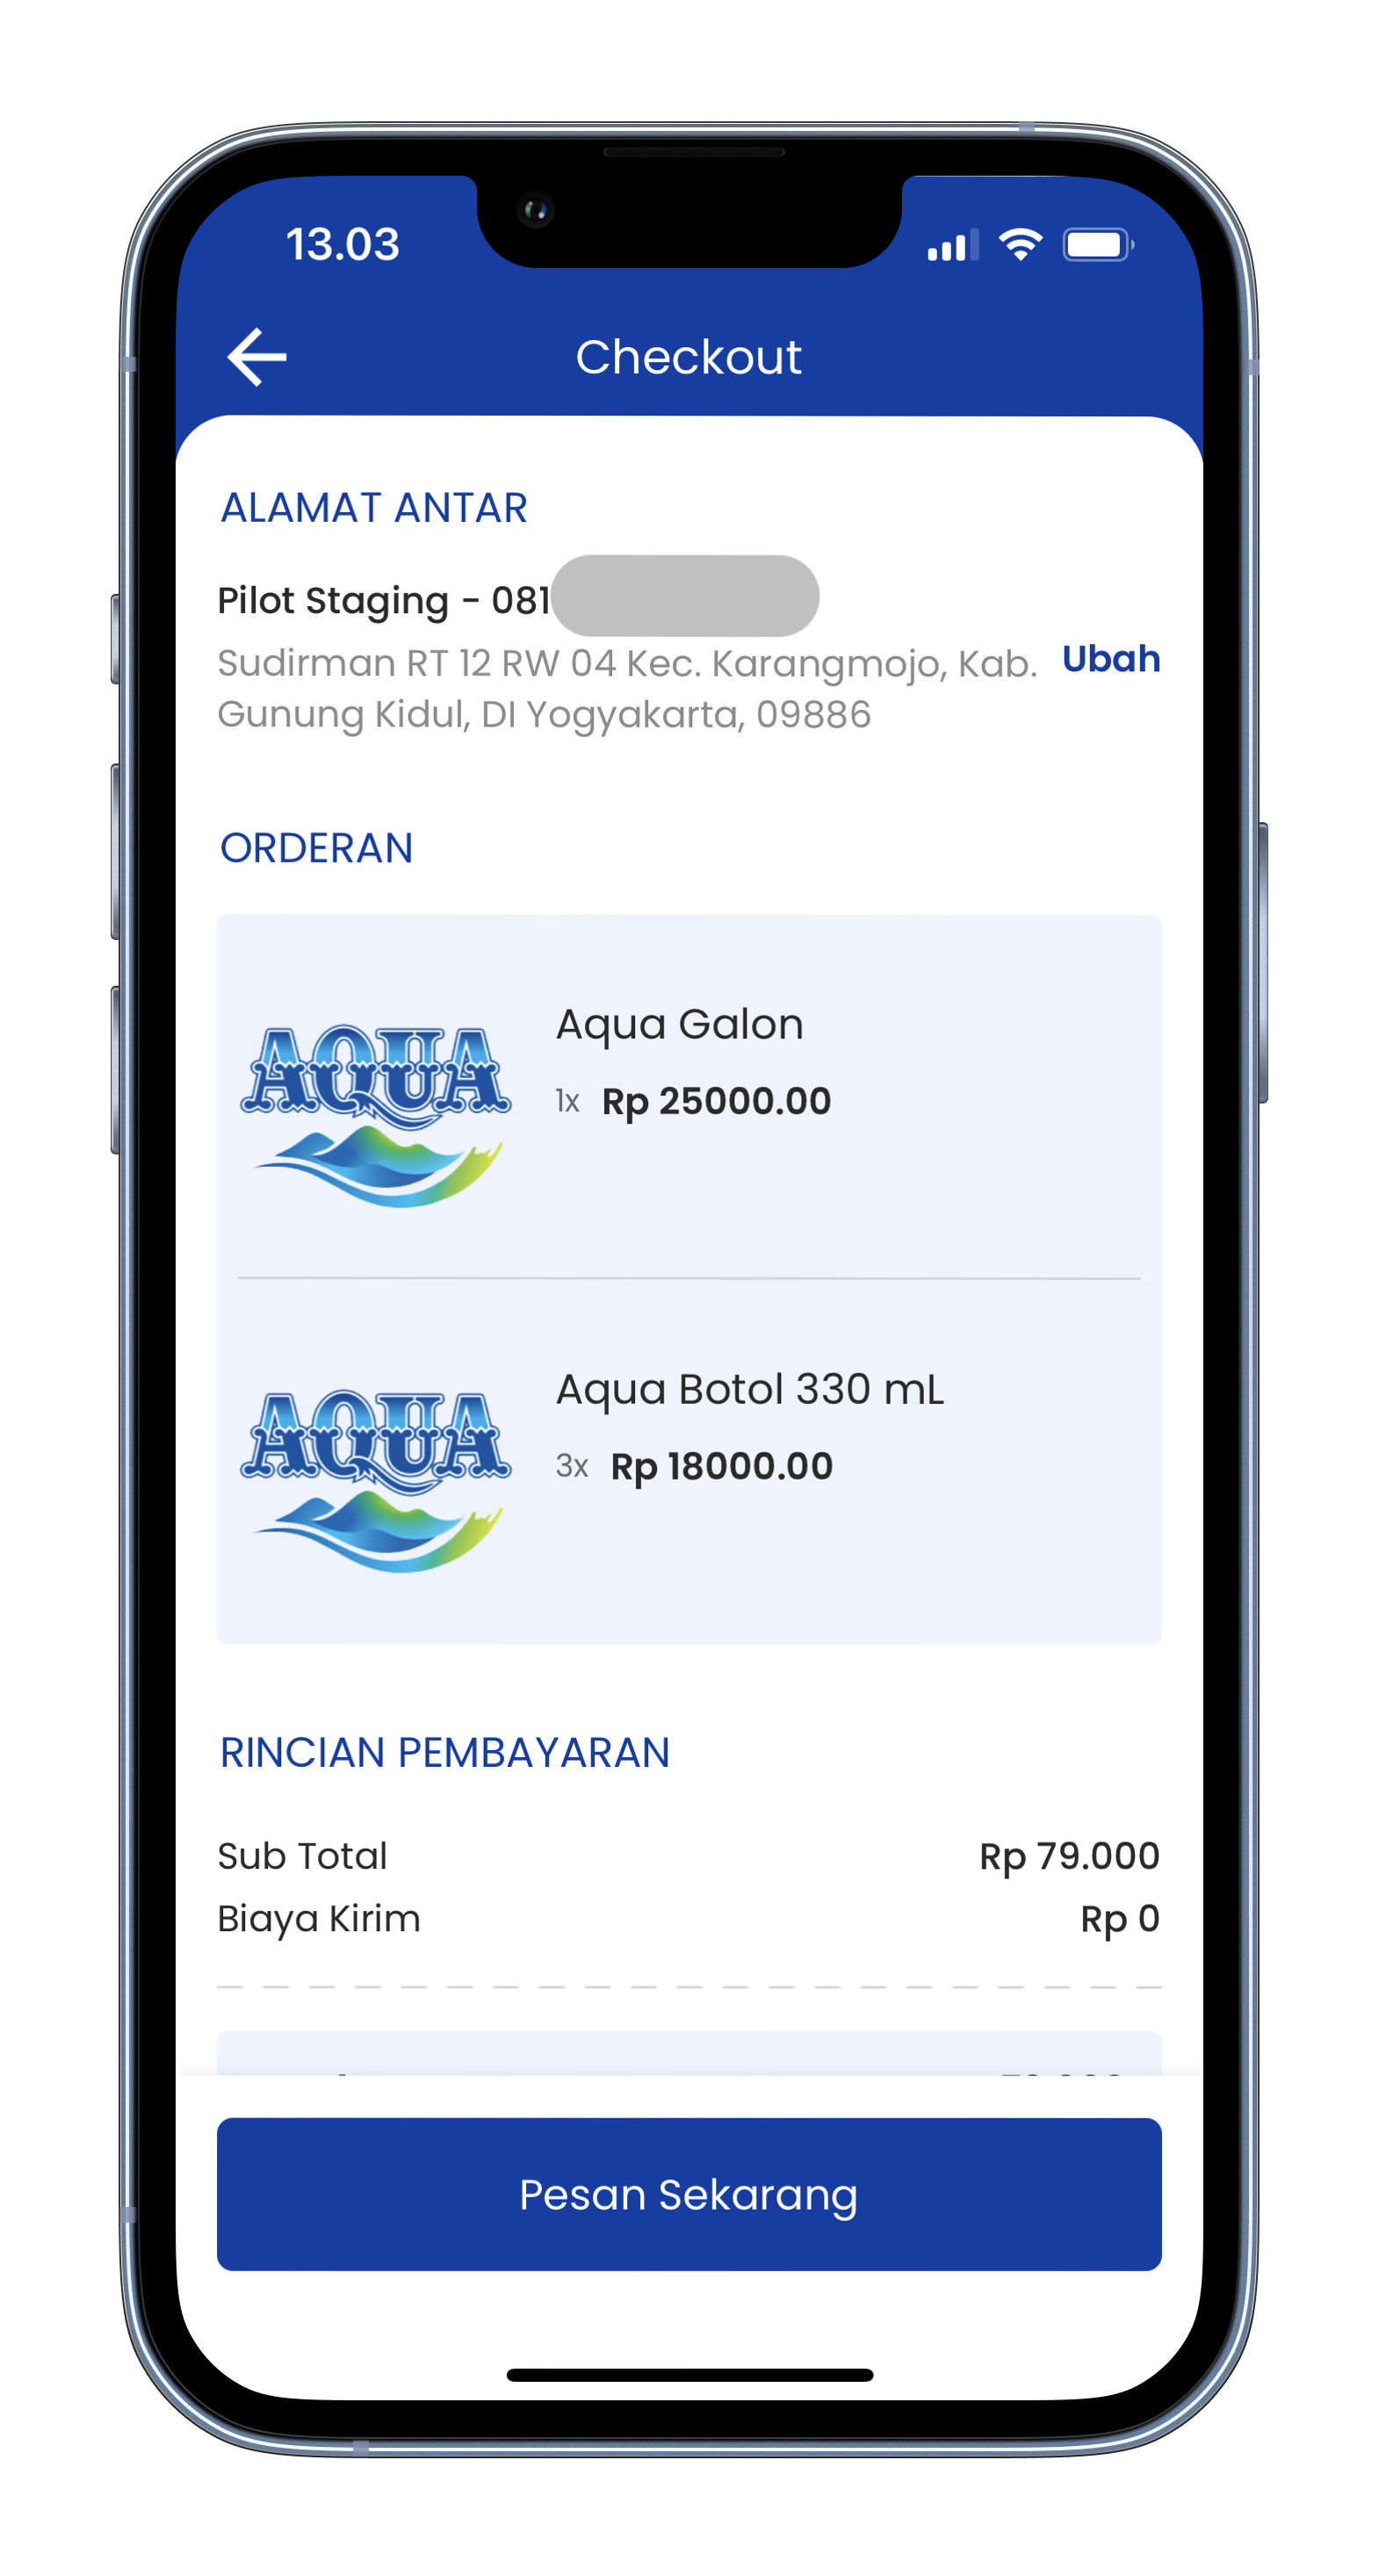 13.03
Checkout
ALAMAT ANTAR
Pilot Staging - 081
Sudirman RT 12 RW 04 Kec. Karangmojo, Kab.
Gunung Kidul, DI Yogyakarta, 09886
Ubah
ORDERAN
AQUA
Aqua Galon
1x Rp 25000.00
AQUA
Aqua Botol 330 mL
3x Rp 18000.00
RINCIAN PEMBAYARAN
Sub Total Rp 79.000
Biaya Kirim Rp 0
Pesan Sekarang